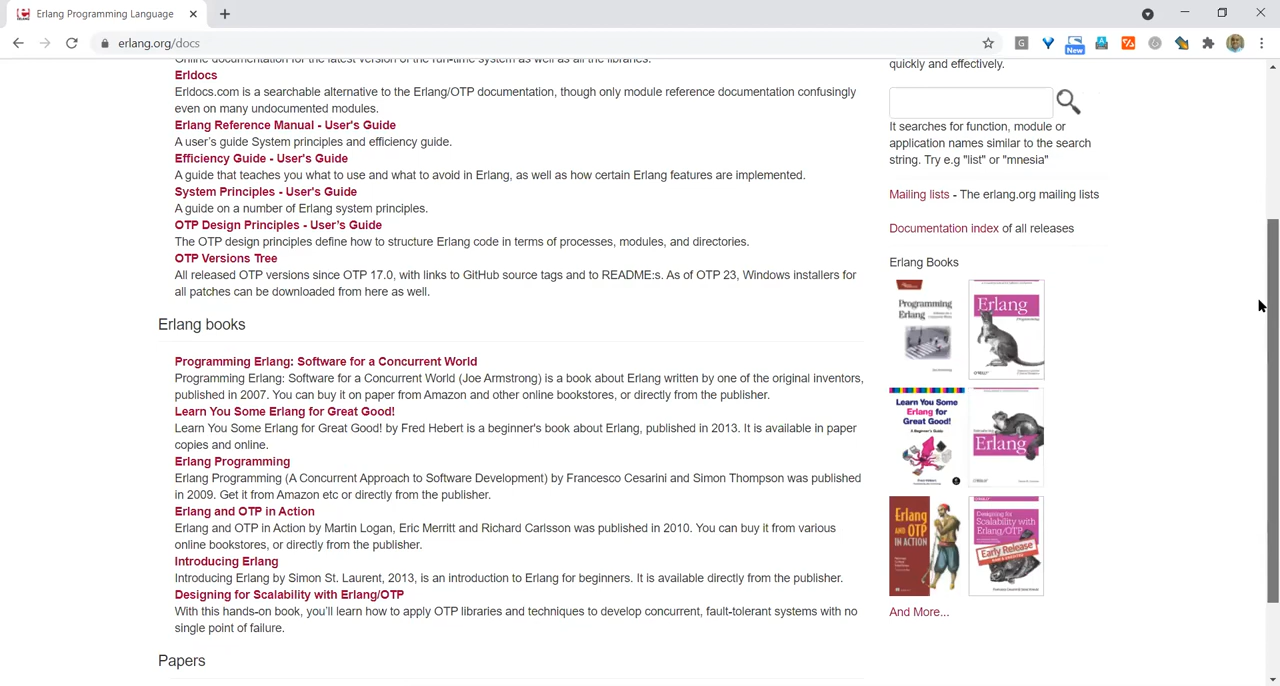 Erlang Programming Language
erlang.org/docs
New
Online documentation for the latest version of the run-time system as well as all the libraries.
Erldocs
Erldocs.com is a searchable alternative to the Erlang/OTP documentation, though only module reference documentation confusingly
even on many undocumented modules.
Erlang Reference Manual - User's Guide
A user's guide System principles and efficiency guide.
Efficiency Guide - User's Guide
A guide that teaches you what to use and what to avoid in Erlang, as well as how certain Erlang features are implemented.
System Principles - User's Guide
A guide on a number of Erlang system principles.
OTP Design Principles - User's Guide
The OTP design principles define how to structure Erlang code in terms of processes, modules, and directories.
OTP Versions Tree
All released OTP versions since OTP 17.0, with links to GitHub source tags and to README:s. As of OTP 23, Windows installers for
all patches can be downloaded from here as well.
Erlang books
Programming Erlang: Software for a Concurrent World
Programming Erlang: Software for a Concurrent World (Joe Armstrong) is a book about Erlang written by one of the original inventors,
published in 2007. You can buy it on paper from Amazon and other online bookstores, or directly from the publisher.
Learn You Some Erlang for Great Good!
Learn You Some Erlang for Great Good! by Fred Hebert is a beginner's book about Erlang, published in 2013. It is available in paper
copies and online.
Erlang Programming
Erlang Programming (A Concurrent Approach to Software Development) by Francesco Cesarini and Simon Thompson was published
in 2009. Get it from Amazon etc or directly from the publisher.
Erlang and OTP in Action
Erlang and OTP in Action by Martin Logan, Eric Merritt and Richard Carlsson was published in 2010. You can buy it from various
online bookstores, or directly from the publisher.
Introducing Erlang
Introducing Erlang by Simon St. Laurent, 2013, is an introduction to Erlang for beginners. It is available directly from the publisher.
Designing for Scalability with Erlang/OTP
With this hands-on book, you'll learn how to apply OTP libraries and techniques to develop concurrent, fault-tolerant systems with no
single point of failure.
Papers
quickly and effectively.
It searches for function, module or
application names similar to the search
string. Try e.g "list" or "mnesia"
Mailing lists - The erlang.org mailing lists
Documentation index of all releases
Erlang Books
Programming
Erlang
Erlang
Programming
O'REILLY
Learn You Some
Erlang for
Great Good!
A Beginner's Guide
Erlang
O'REILLY
Erlang
AND OTP
IN ACTION
Designing for
Scalability with
Erlang/OTP
Early Release
And More...